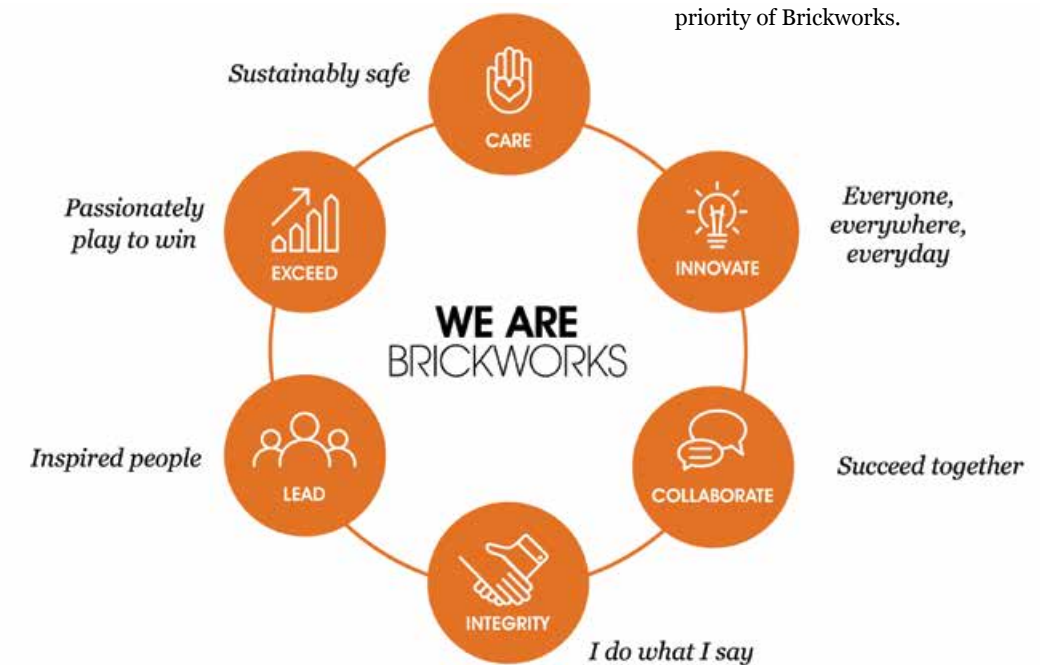 priority of Brickworks.
Sustainably safe
CARE
Everyone,
everywhere,
everyday
INNOVATE
Succeed together
COLLABORATE
I do what I say
INTEGRITY
Inspired people
LEAD
Passionately
play to win
EXCEED
WE ARE
BRICKWORKS